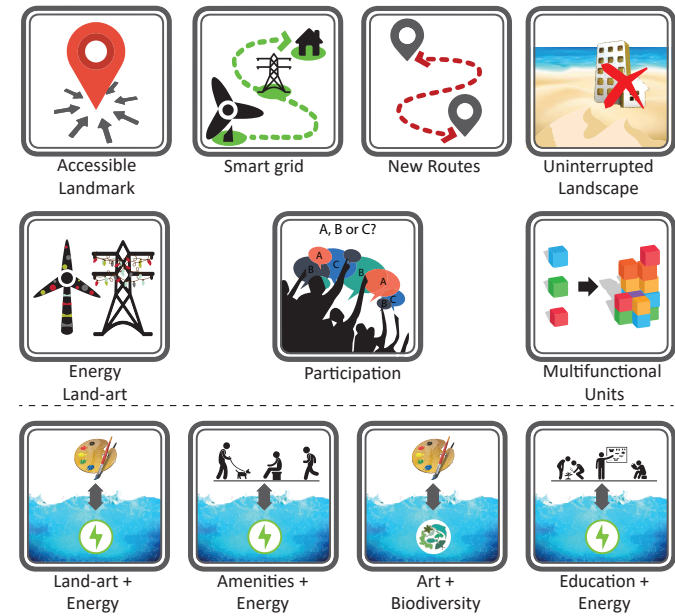 Accessible
Landmark
Smart grid
New Routes
Uninterrupted
Landscape
A, B or C?
A
B
C
B
A
B
C
Energy
Land-art
Participation
Multifunctional
Units
Land-art +
Energy
Amenities +
Energy
Art +
Biodiversity
Education +
Energy